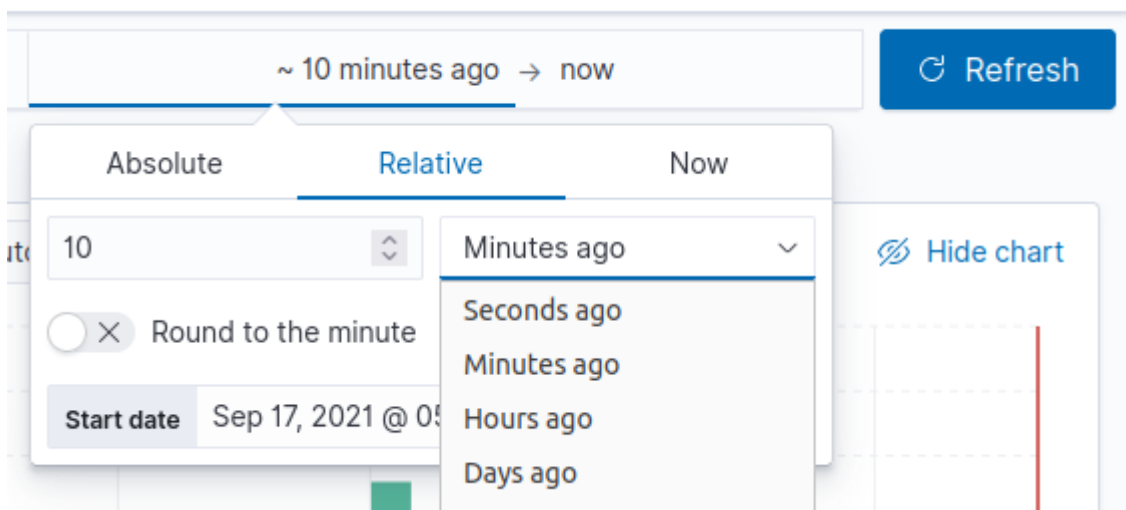 ~ 10 minutes ago → now
Refresh
Absolute
Relative
Now
10
Minutes ago
Hide chart
Seconds ago
Round to the minute
Minutes ago
Start date
Sep 17, 2021 @
Hours ago
Days ago